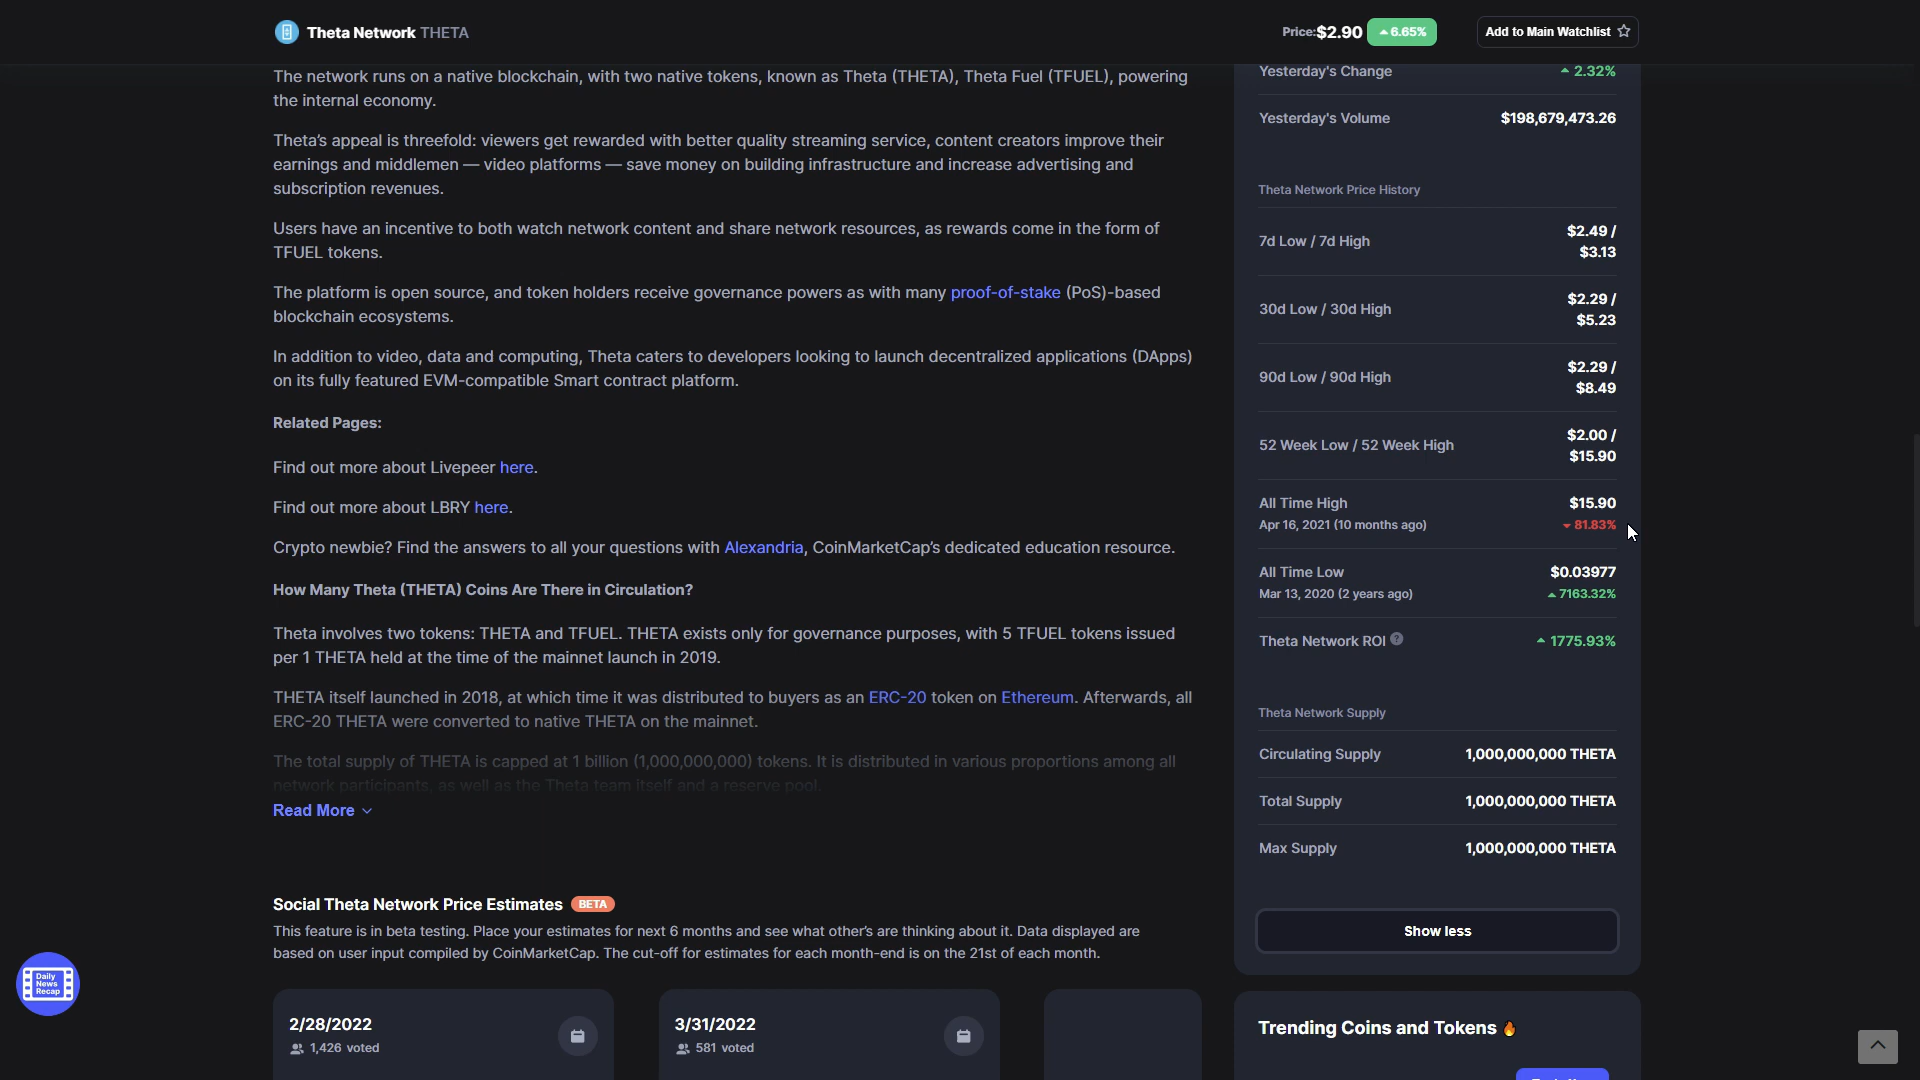 Theta Network THETA
Price:$2.90 6.65%
Add to Main Watchlist
The network runs on a native blockchain, with two native tokens, known as Theta (THETA), Theta Fuel (TFUEL), powering
the internal economy.
Theta's appeal is threefold: viewers get rewarded with better quality streaming service, content creators improve their
earnings and middlemen — video platforms — save money on building infrastructure and increase advertising and
subscription revenues.
Users have an incentive to both watch network content and share network resources, as rewards come in the form of
TFUEL tokens.
The platform is open source, and token holders receive governance powers as with many proof-of-stake (PoS)-based
blockchain ecosystems.
In addition to video, data and computing, Theta caters to developers looking to launch decentralized applications (DApps)
on its fully featured EVM-compatible Smart contract platform.
Related Pages:
Find out more about Livepeer here.
Find out more about LBRY here.
Crypto newbie? Find the answers to all your questions with Alexandria, CoinMarketCap's dedicated education resource.
How Many Theta (THETA) Coins Are There in Circulation?
Theta involves two tokens: THETA and TFUEL. THETA exists only for governance purposes, with 5 TFUEL tokens issued
per 1 THETA held at the time of the mainnet launch in 2019.
THETA itself launched in 2018, at which time it was distributed to buyers as an ERC-20 token on Ethereum. Afterwards, all
ERC-20 THETA were converted to native THETA on the mainnet.
The total supply of THETA is capped at 1 billion (1,000,000,000) tokens. It is distributed in various proportions among all
network participants, as well as the Theta team itself and a reserve pool.
Read More
Social Theta Network Price Estimates BETA
This feature is in beta testing. Place your estimates for next 6 months and see what other's are thinking about it. Data displayed are
based on user input compiled by CoinMarketCap. The cut-off for estimates for each month-end is on the 21st of each month.
2/28/2022
1,426 voted
3/31/2022
581 voted
Daily
News
Recap
Yesterday's Change 2.32%
Yesterday's Volume $198,679,473.26
Theta Network Price History
7d Low / 7d High $2.49 /
$3.13
30d Low / 30d High $2.29 /
$5.23
90d Low / 90d High $2.29 /
$8.49
52 Week Low / 52 Week High $2.00 /
$15.90
All Time High $15.90
Apr 16, 2021 (10 months ago) 81.83%
All Time Low $0.03977
Mar 13, 2020 (2 years ago) 7163.32%
Theta Network ROI ? 1775.93%
Theta Network Supply
Circulating Supply 1,000,000,000 THETA
Total Supply 1,000,000,000 THETA
Max Supply 1,000,000,000 THETA
Show less
Trending Coins and Tokens 🔥